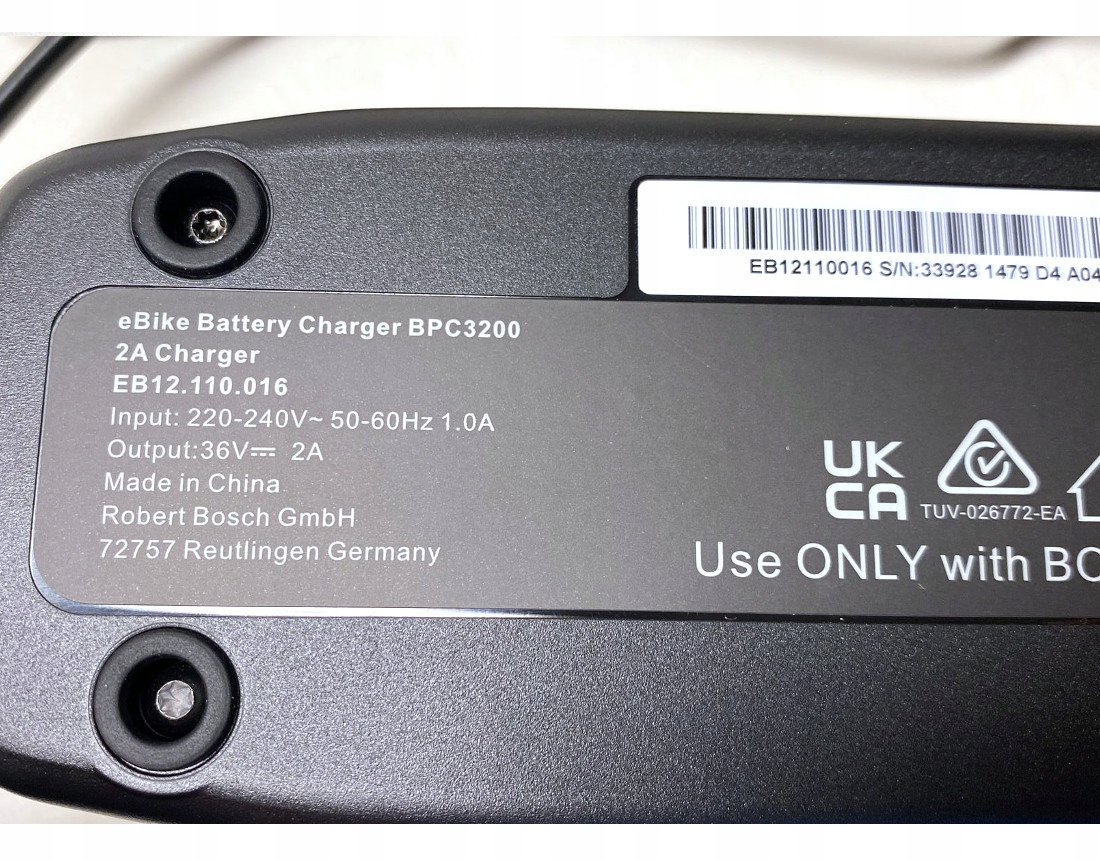 EB12110016 S/N:33928 1479 D4 A04
eBike Battery Charger BPC3200
2A Charger
EB12.110.016
Input: 220-240V~ 50-60Hz 1.0A
Output:36V⎓ 2A
Made in China
Robert Bosch GmbH
72757 Reutlingen Germany
UK
CA
TUV-026772-EA
Use ONLY with